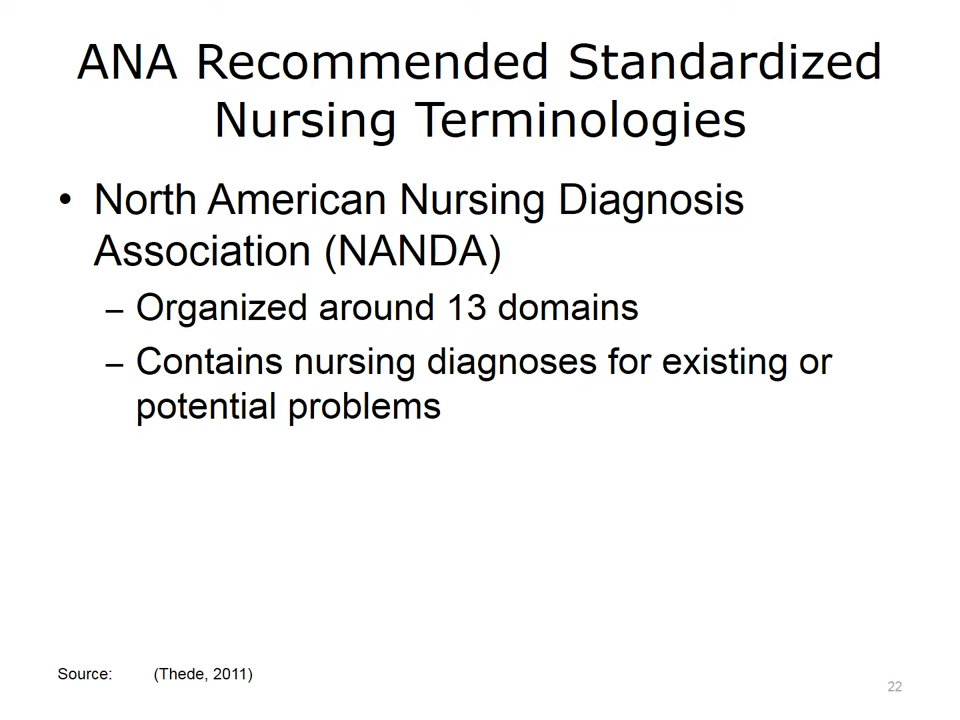 ANA Recommended Standardized
Nursing Terminologies
• North American Nursing Diagnosis
Association (NANDA)
– Organized around 13 domains
– Contains nursing diagnoses for existing or
potential problems
Source: (Thede, 2011)
22